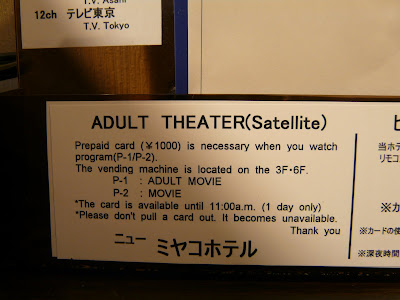 T.V. Asahi
12ch テレビ東京
T.V. Tokyo
ADULT THEATER(Satellite)
Prepaid card (¥1000) is necessary when you watch
program(P-1/P-2).
The vending machine is located on the 3F・6F.
P-1 : ADULT MOVIE
P-2 : MOVIE
*The card is available until 11:00a.m. (1 day only)
*Please don't pull a card out. It becomes unavailable.
Thank you
ニュー ミヤコホテル
当ホテ
リモコ
※カ
※カードの使
※深夜時間